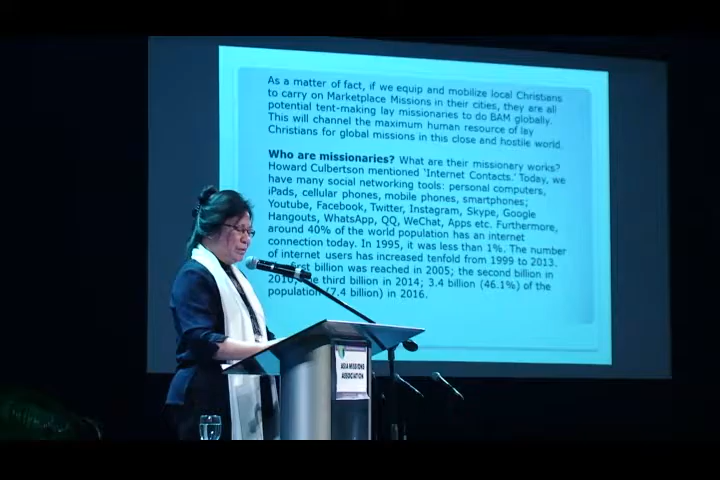 As a matter of fact, if we equip and mobilize local Christians
to carry on Marketplace Missions in their cities, they are all
potential tent-making lay missionaries to do BAM globally.
This will channel the maximum human resource of lay
Christians for global missions in this close and hostile world.
Who are missionaries? What are their missionary works?
Howard Culbertson mentioned 'Internet Contacts.' Today, we
have many social networking tools: personal computers,
iPads, cellular phones, mobile phones, smartphones;
Youtube, Facebook, Twitter, Instagram, Skype, Google
Hangouts, WhatsApp, QQ, WeChat, Apps etc. Furthermore,
around 40% of the world population has an internet
connection today. In 1995, it was less than 1%. The number
of internet users has increased tenfold from 1999 to 2013.
first billion was reached in 2005; the second billion in
2010; the third billion in 2014; 3.4 billion (46.1%) of the
population (7.4 billion) in 2016.
ASIA MISSIONS
ASSOCIATION